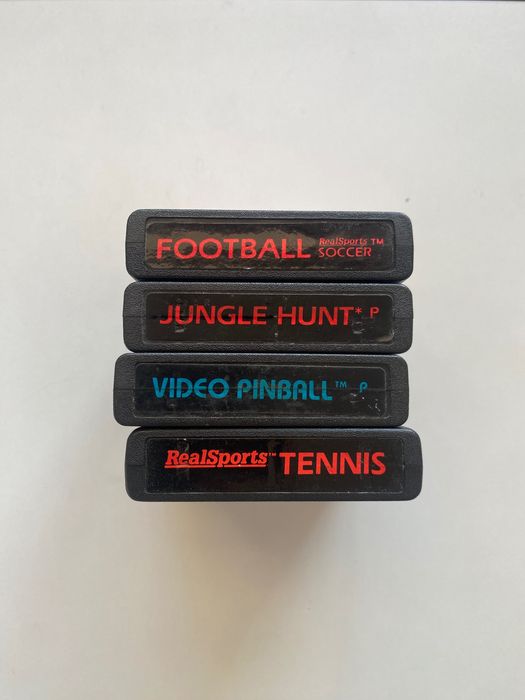 FOOTBALL RealSports™ SOCCER
JUNGLE HUNT* P
VIDEO PINBALL™ P
RealSports™ TENNIS